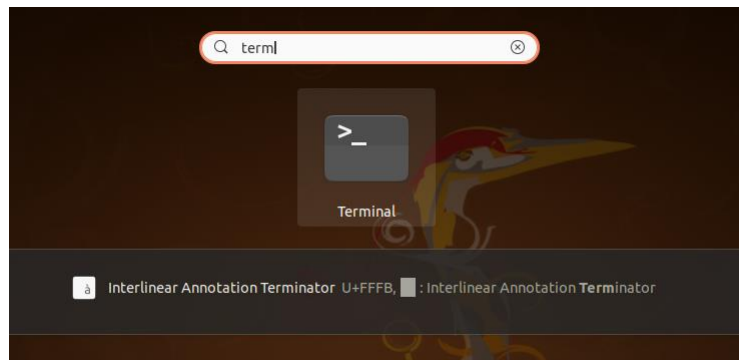 term
>_
Terminal
à Interlinear Annotation Terminator U+FFFB, : Interlinear Annotation Terminator